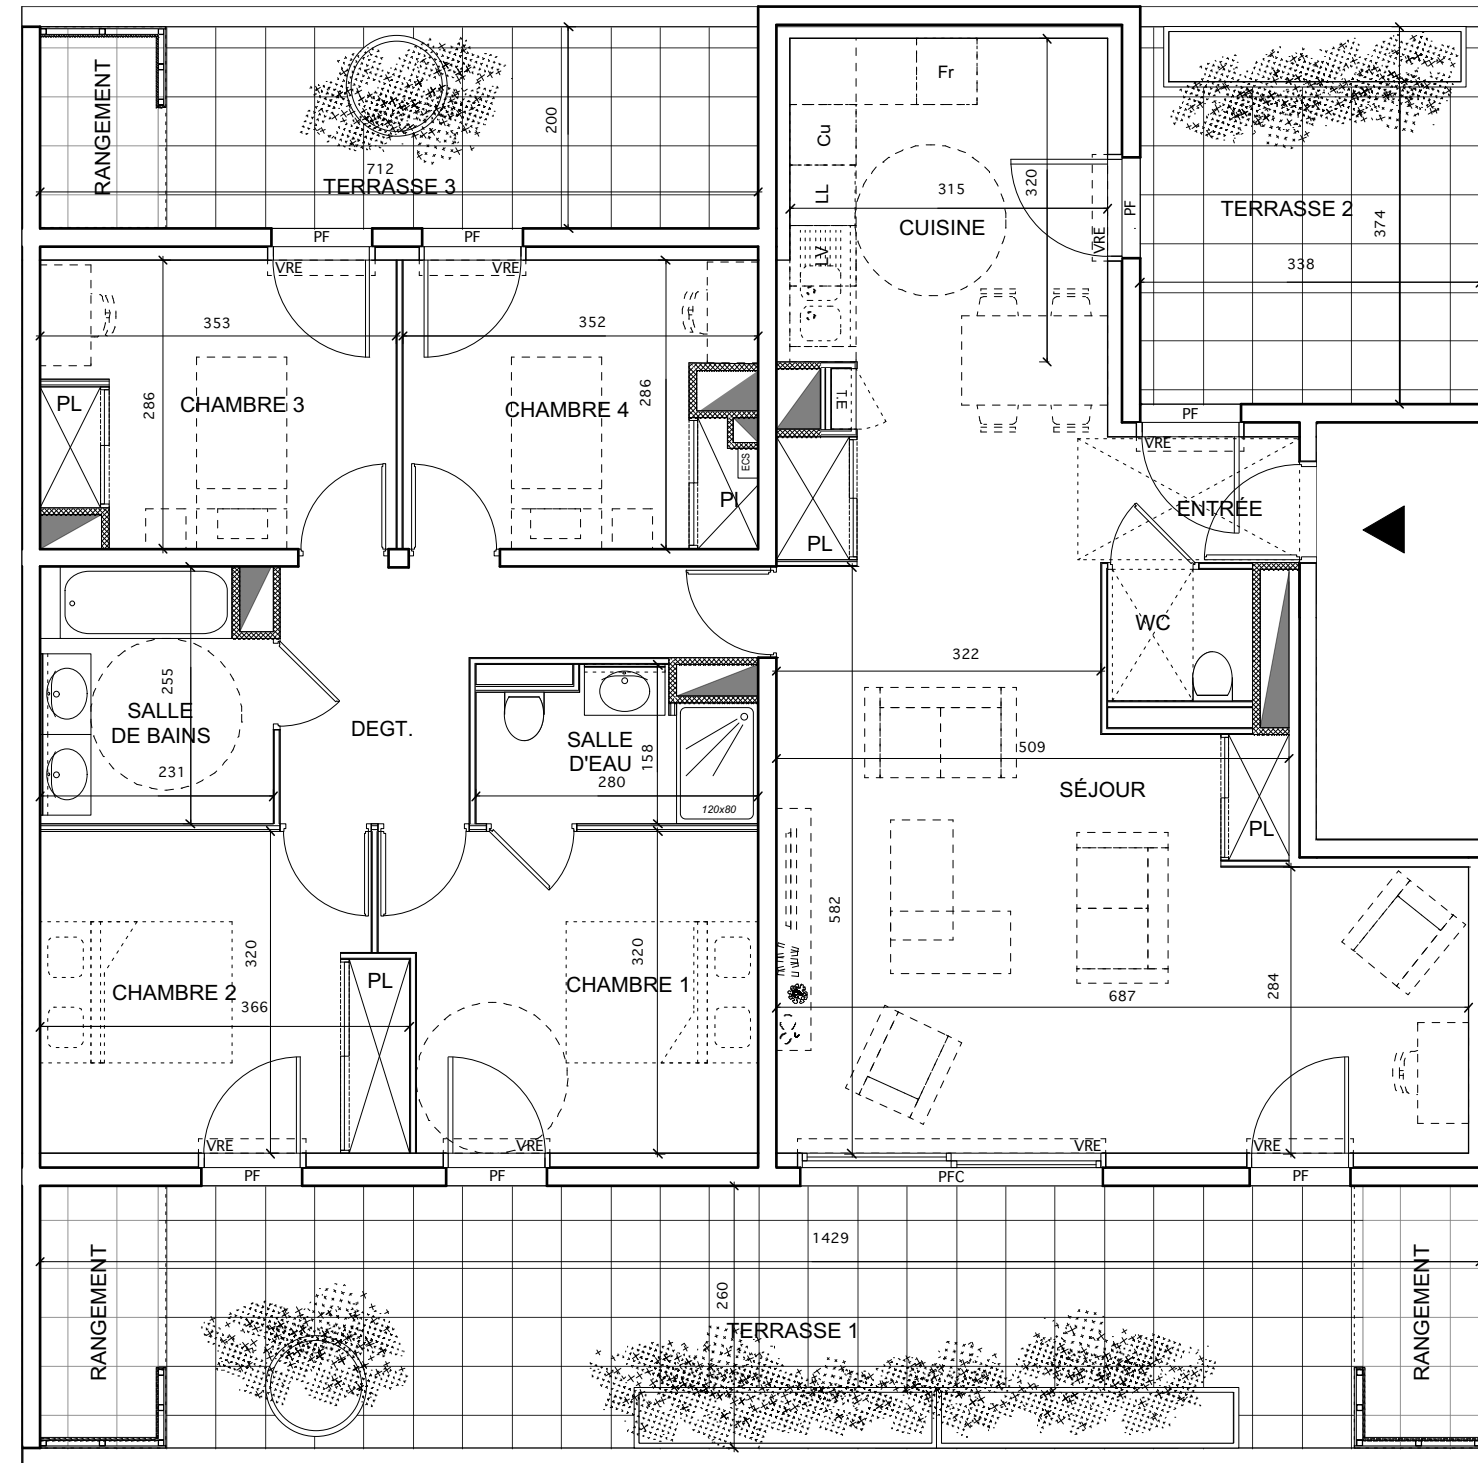 RANGEMENT
712
TERRASSE 3
200
PF
PF
VRE
VRE
353
352
286
286
PL
CHAMBRE 3
CHAMBRE 4
ECS
Pl
Fr
Cu
LL
LV
315
320
CUISINE
T.E
PL
PF
VRE
TERRASSE 2
374
338
PF
VRE
ENTRÉE
WC
322
509
SÉJOUR
PL
582
687
284
255
SALLE
DE BAINS
231
DEGT.
SALLE
D'EAU
158
280
120x80
320
CHAMBRE 2
366
PL
320
CHAMBRE 1
VRE
VRE
VRE
VRE
PF
PF
PFC
PF
1429
260
RANGEMENT
TERRASSE 1
RANGEMENT